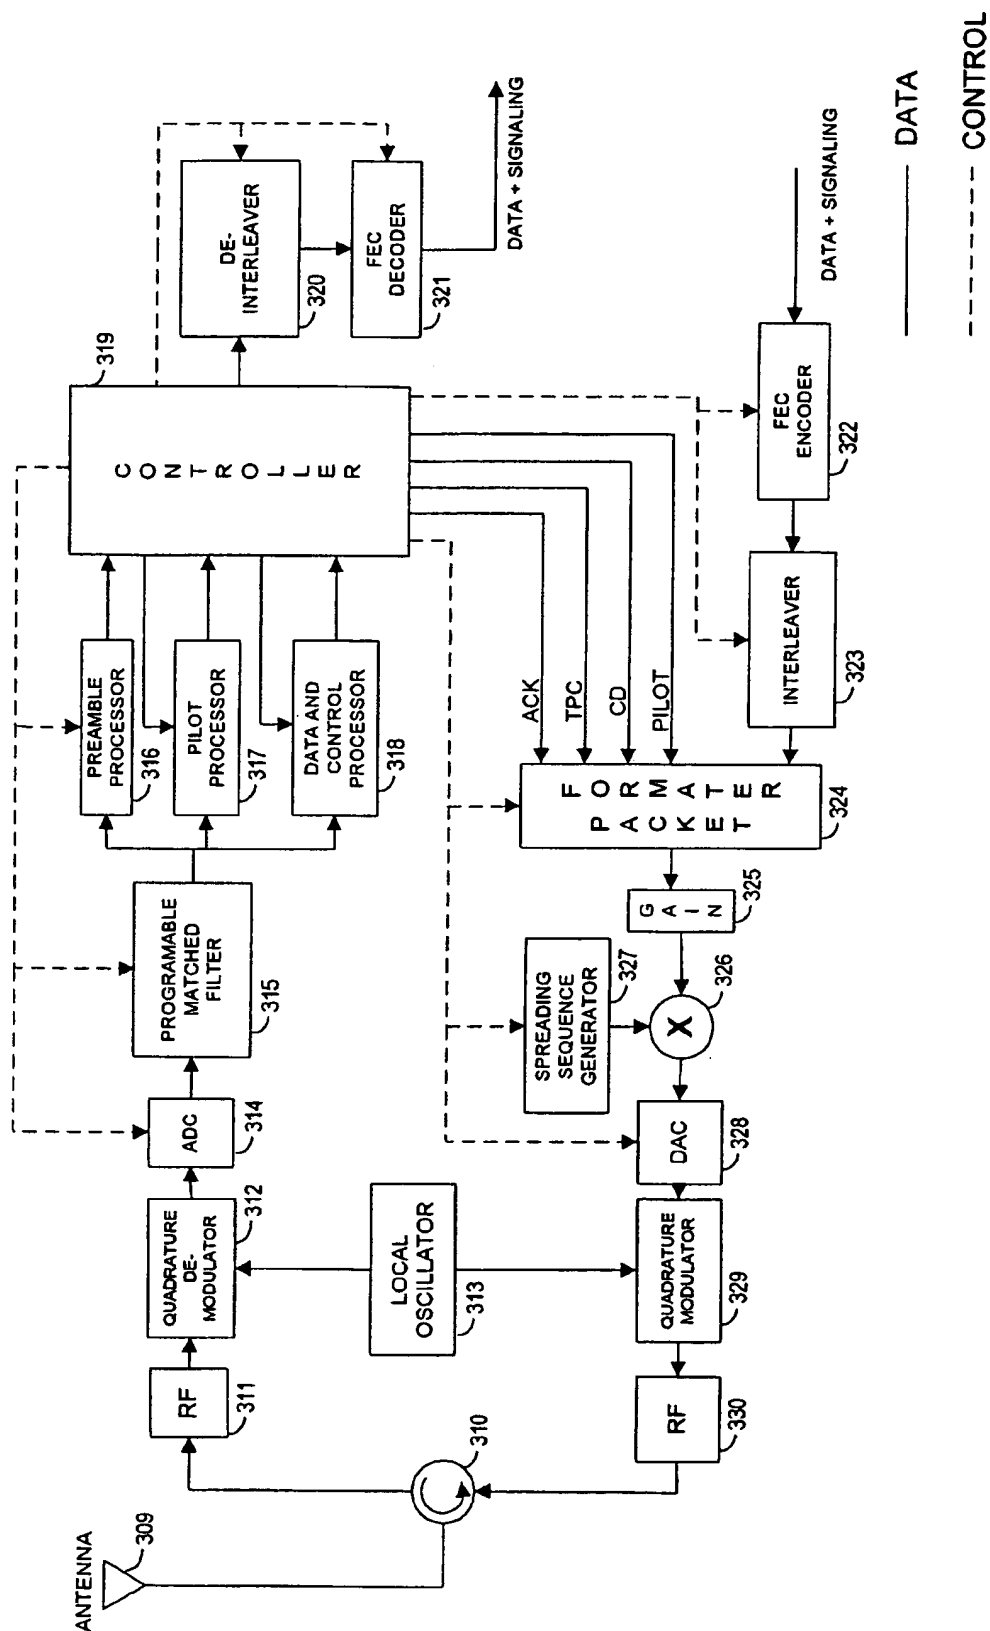 ANTENNA
309
310
RF
311
QUADRATURE
DE-
MODULATOR
312
LOCAL
OSCILLATOR
313
ADC
314
PROGRAMABLE
MATCHED
FILTER
315
PREAMBLE
PROCESSOR
316
PILOT
PROCESSOR
317
DATA AND
CONTROL
PROCESSOR
318
CONTROLLER
319
DE-
INTERLEAVER
320
FEC
DECODER
321
DATA + SIGNALING
DATA + SIGNALING
FEC
ENCODER
322
INTERLEAVER
323
ACK
TPC
CD
PILOT
PACKET
FORMATTER
324
GAIN
325
X
326
SPREADING
SEQUENCE
GENERATOR
327
DAC
328
QUADRATURE
MODULATOR
329
RF
330
DATA
CONTROL